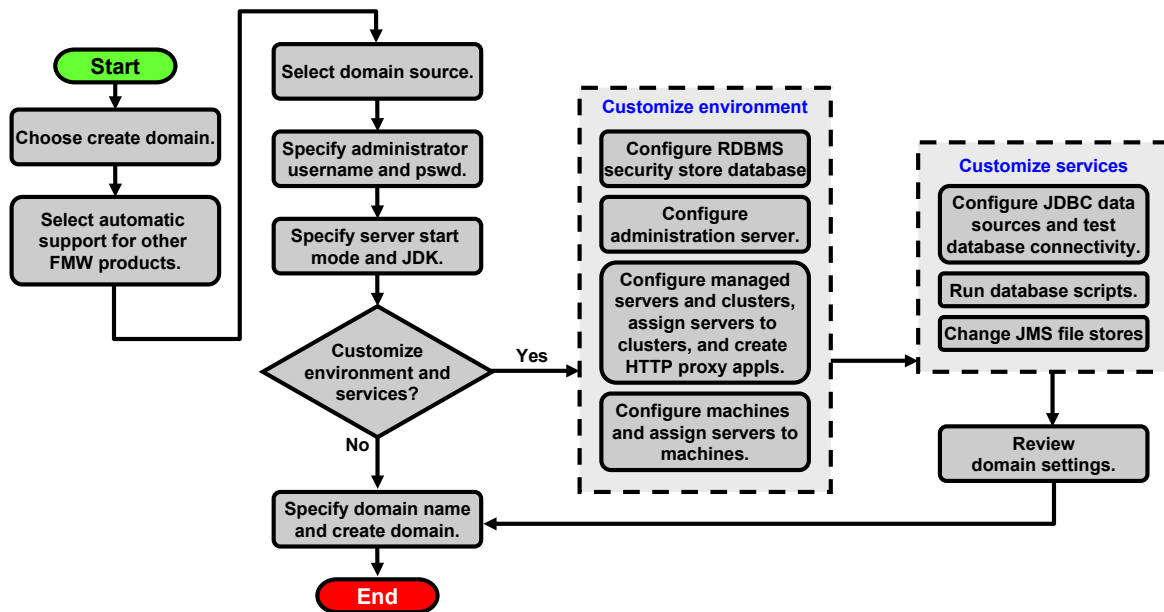 Start
Choose create domain.
Select automatic
support for other
FMW products.
Select domain source.
Specify administrator
username and pswd.
Specify server start
mode and JDK.
Customize
environment and
services?
Yes
No
Specify domain name
and create domain.
End
Customize environment
Configure RDBMS
security store database
Configure
administration server.
Configure managed
servers and clusters,
assign servers to
clusters, and create
HTTP proxy appls.
Configure machines
and assign servers to
machines.
Customize services
Configure JDBC data
sources and test
database connectivity.
Run database scripts.
Change JMS file stores
Review
domain settings.